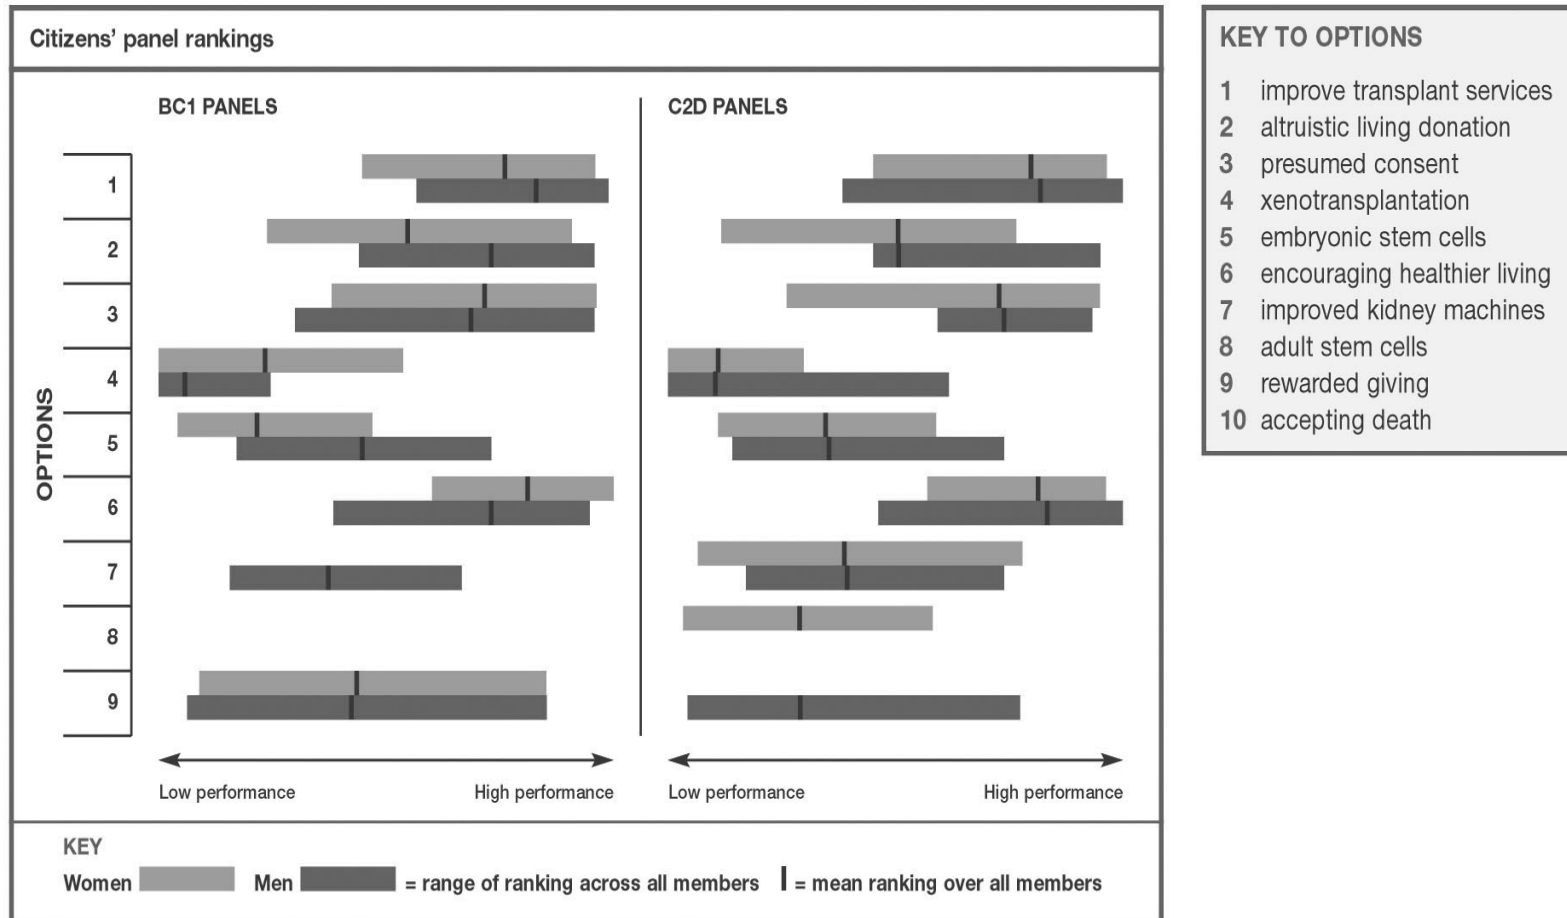 Citizens' panel rankings
BC1 PANELS
C2D PANELS
OPTIONS
1
2
3
4
5
6
7
8
9
Low performance
High performance
Low performance
High performance
KEY
Women
Men
= range of ranking across all members
= mean ranking over all members
KEY TO OPTIONS
1 improve transplant services
2 altruistic living donation
3 presumed consent
4 xenotransplantation
5 embryonic stem cells
6 encouraging healthier living
7 improved kidney machines
8 adult stem cells
9 rewarded giving
10 accepting death